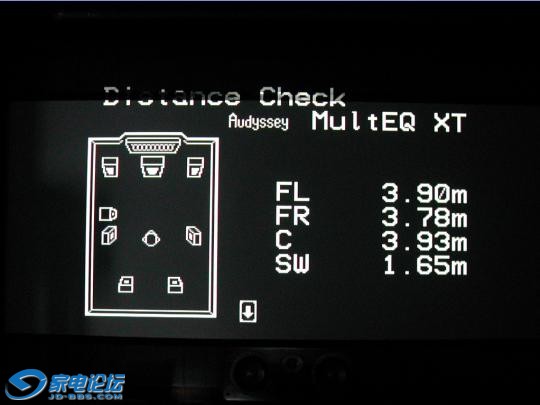 Distance Check
Audyssey MultEQ XT
FL 3.90m
FR 3.78m
C 3.93m
SW 1.65m
家电论坛
JD-BBS.COM